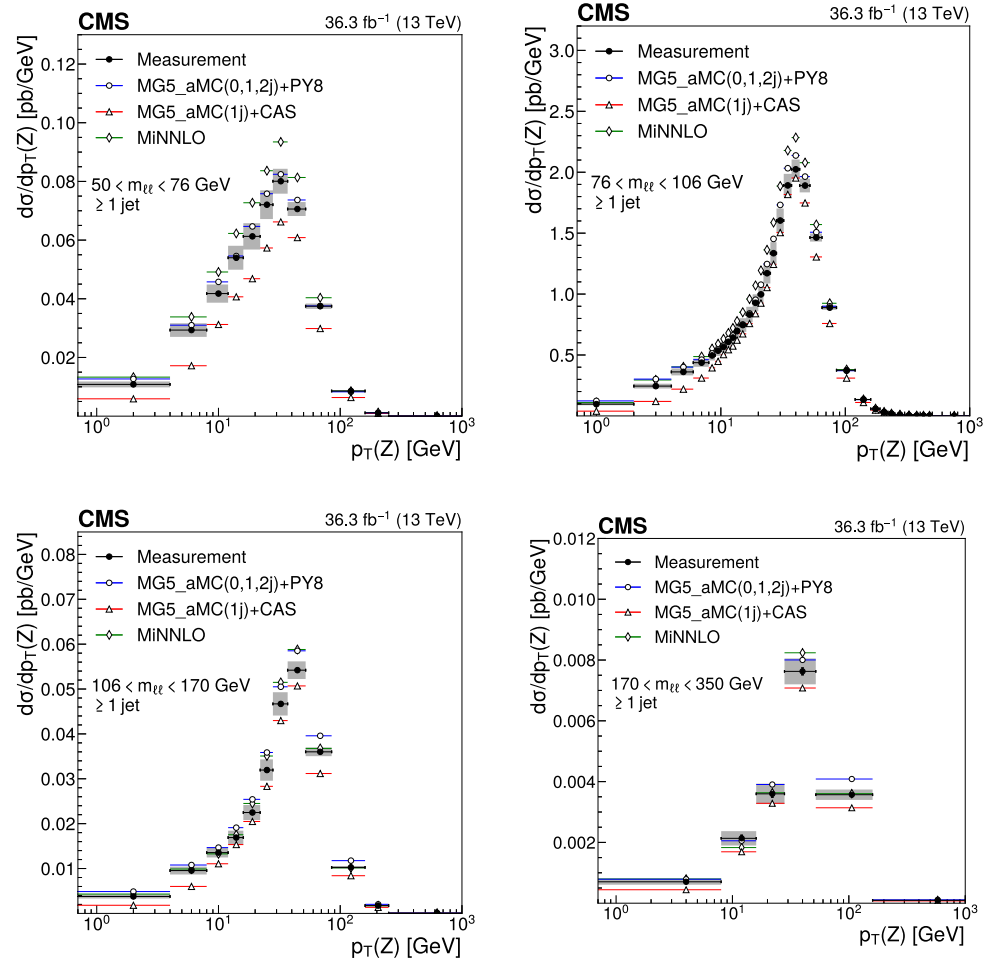 CMS
36.3 fb⁻¹ (13 TeV)
dσ/dp_T(Z) [pb/GeV]
0.12
0.10
0.08
0.06
0.04
0.02
Measurement
MG5_aMC(0,1,2j)+PY8
MG5_aMC(1j)+CAS
MiNNLO
50 < m_ℓℓ < 76 GeV
≥ 1 jet
10⁰ 10¹ 10² 10³
p_T(Z) [GeV]
CMS
36.3 fb⁻¹ (13 TeV)
dσ/dp_T(Z) [pb/GeV]
3.0
2.5
2.0
1.5
1.0
0.5
Measurement
MG5_aMC(0,1,2j)+PY8
MG5_aMC(1j)+CAS
MiNNLO
76 < m_ℓℓ < 106 GeV
≥ 1 jet
10⁰ 10¹ 10² 10³
p_T(Z) [GeV]
CMS
36.3 fb⁻¹ (13 TeV)
dσ/dp_T(Z) [pb/GeV]
0.08
0.07
0.06
0.05
0.04
0.03
0.02
0.01
Measurement
MG5_aMC(0,1,2j)+PY8
MG5_aMC(1j)+CAS
MiNNLO
106 < m_ℓℓ < 170 GeV
≥ 1 jet
10⁰ 10¹ 10² 10³
p_T(Z) [GeV]
CMS
36.3 fb⁻¹ (13 TeV)
dσ/dp_T(Z) [pb/GeV]
0.012
0.010
0.008
0.006
0.004
0.002
Measurement
MG5_aMC(0,1,2j)+PY8
MG5_aMC(1j)+CAS
MiNNLO
170 < m_ℓℓ < 350 GeV
≥ 1 jet
10⁰ 10¹ 10² 10³
p_T(Z) [GeV]